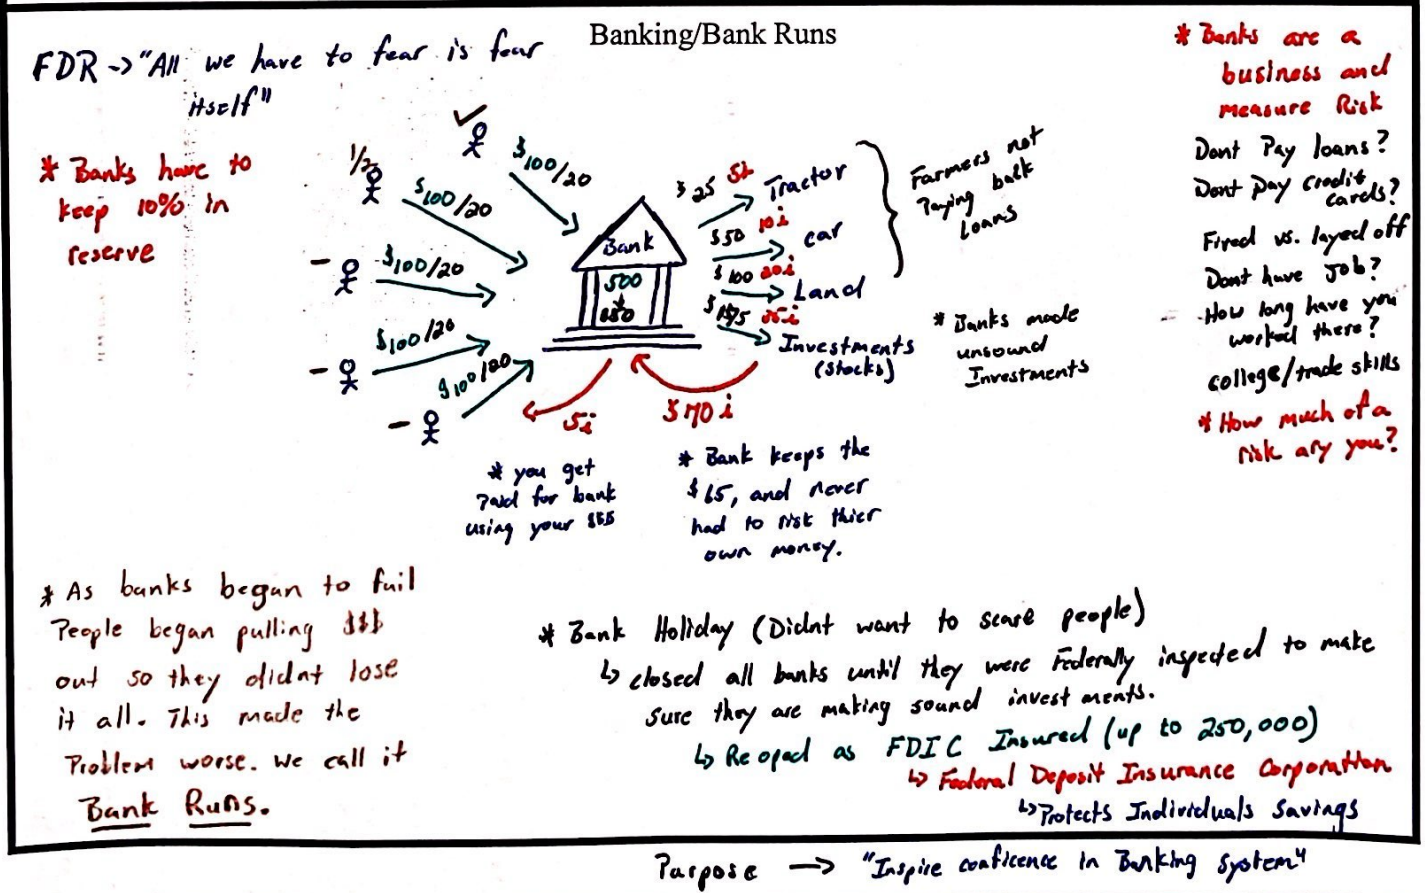 Banking/Bank Runs
FDR -> "All we have to fear is fear
itself"
* Banks have to
keep 10% in
reserve
1/2
$100/20
$100/20
$100/20
$100/20
$100/20
Bank
500
$25 5i Tractor
$50 10i car
$100 20i Land
35i Investments
(stocks)
Farmers not
Paying back
Loans
* Banks made
unsound
Investments
5i
$70 i
* you get
Paid for bank
using your $$$
* Bank keeps the
$65, and never
had to risk thier
own money.
* Banks are a
business and
measure Risk
Dont Pay loans?
Dont Pay credit
cards?
Fired vs. layed off
Dont have Job?
How long have you
worked there?
college/trade skills
* How much of a
risk ary you?
* As banks began to fail
People began pulling $$$
out so they didnt lose
it all. This made the
Problem worse. We call it
Bank Runs.
* Bank Holiday (Didnt want to scare people)
↳ closed all banks until they were Federally inspected to make
sure they are making sound investments.
↳ Re oped as FDIC Insured (up to 250,000)
↳ Federal Deposit Insurance Corporation
↳ Protects Individuals Savings
Purpose -> "Inspire conficence in Banking System"